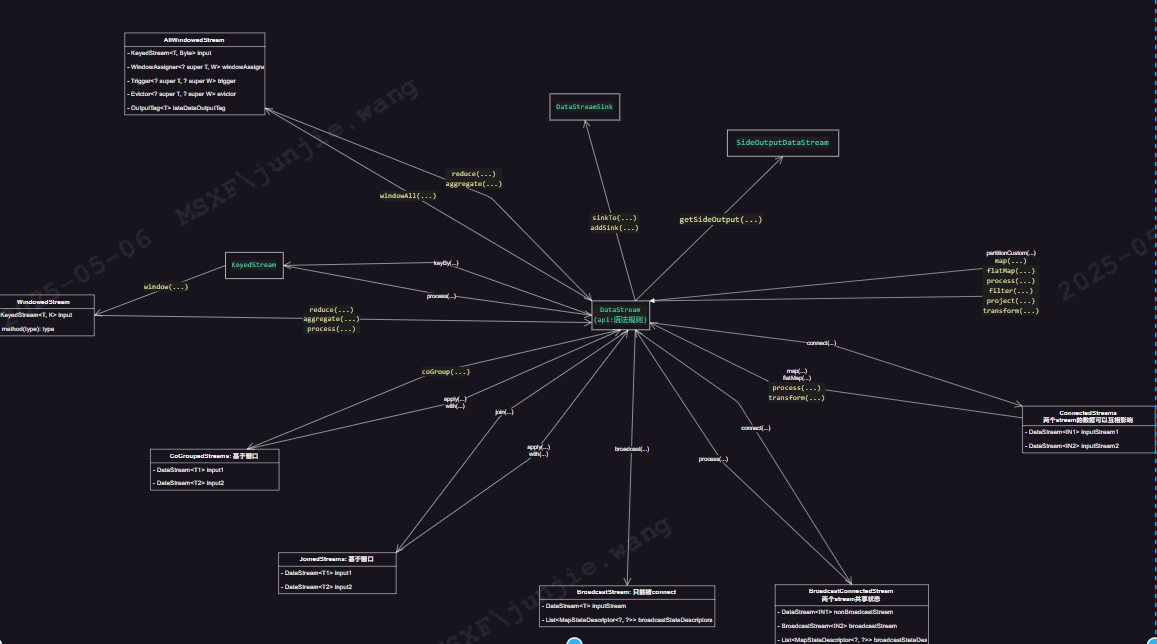 AllWindowedStream
- KeyedStream<T, Byte> input
- WindowAssigner<? super T, W> windowAssigne
- Trigger<? super T, ? super W> trigger
- Evictor<? super T, ? super W> evictor
- OutputTag<T> lateDataOutputTag
DataStreamSink
SideOutputDataStream
reduce(...)
aggregate(...)
windowAll(...)
sinkTo(...)
addSink(...)
getSideOutput(...)
KeyedStream
keyBy(...)
process(...)
window(...)
partitionCustom(...)
map(...)
flatMap(...)
process(...)
filter(...)
project(...)
transform(...)
WindowedStream
KeyedStream<T, K> input
method(type): type
reduce(...)
aggregate(...)
process(...)
DataStream
(api:语法规则)
connect(...)
map(...)
flatMap(...)
process(...)
transform(...)
coGroup(...)
apply(...)
with(...)
join(...)
apply(...)
with(...)
broadcast(...)
process(...)
connect(...)
ConnectedStreams
两个stream的数据可以互相影响
- DataStream<IN1> inputStream1
- DataStream<IN2> inputStream2
CoGroupedStreams: 基于窗口
- DataStream<T1> input1
- DataStream<T2> input2
JoinedStreams: 基于窗口
- DataStream<T1> input1
- DataStream<T2> input2
BroadcastStream: 只能被connect
- DataStream<T> inputStream
- List<MapStateDescriptor<?, ?>> broadcastStateDescriptors
BroadcastConnectedStream
两个stream共享状态
- DataStream<IN1> nonBroadcastStream
- BroadcastStream<IN2> broadcastStream
- List<MapStateDescriptor<?, ?>> broadcastStateDes
25-05-06 MSXF\junjie.wang
2025-05
MSXF\junjie.wang